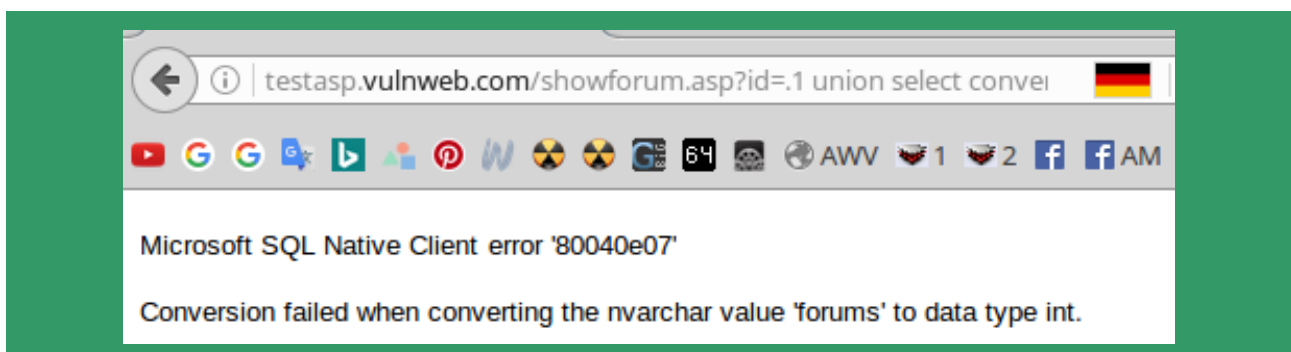 testasp.vulnweb.com/showforum.asp?id=.1 union select conver
64 AWV 1 2 AM
Microsoft SQL Native Client error '80040e07'
Conversion failed when converting the nvarchar value 'forums' to data type int.